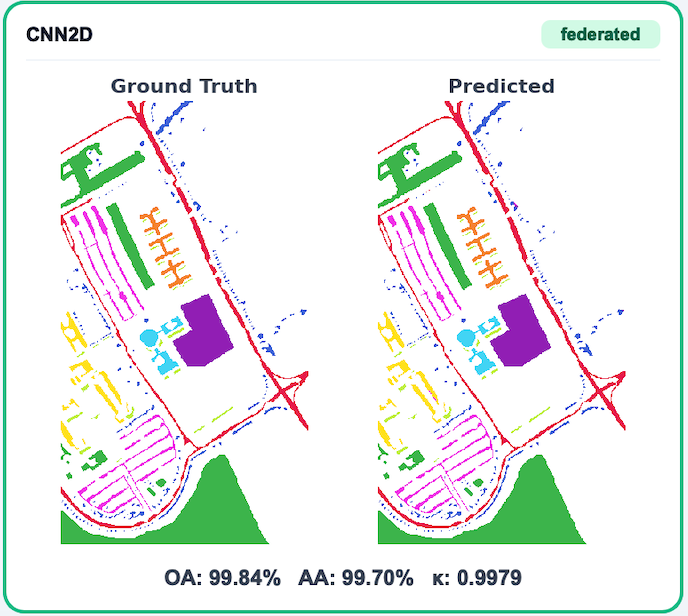 CNN2D
federated
Ground Truth
Predicted
OA: 99.84% AA: 99.70% κ: 0.9979